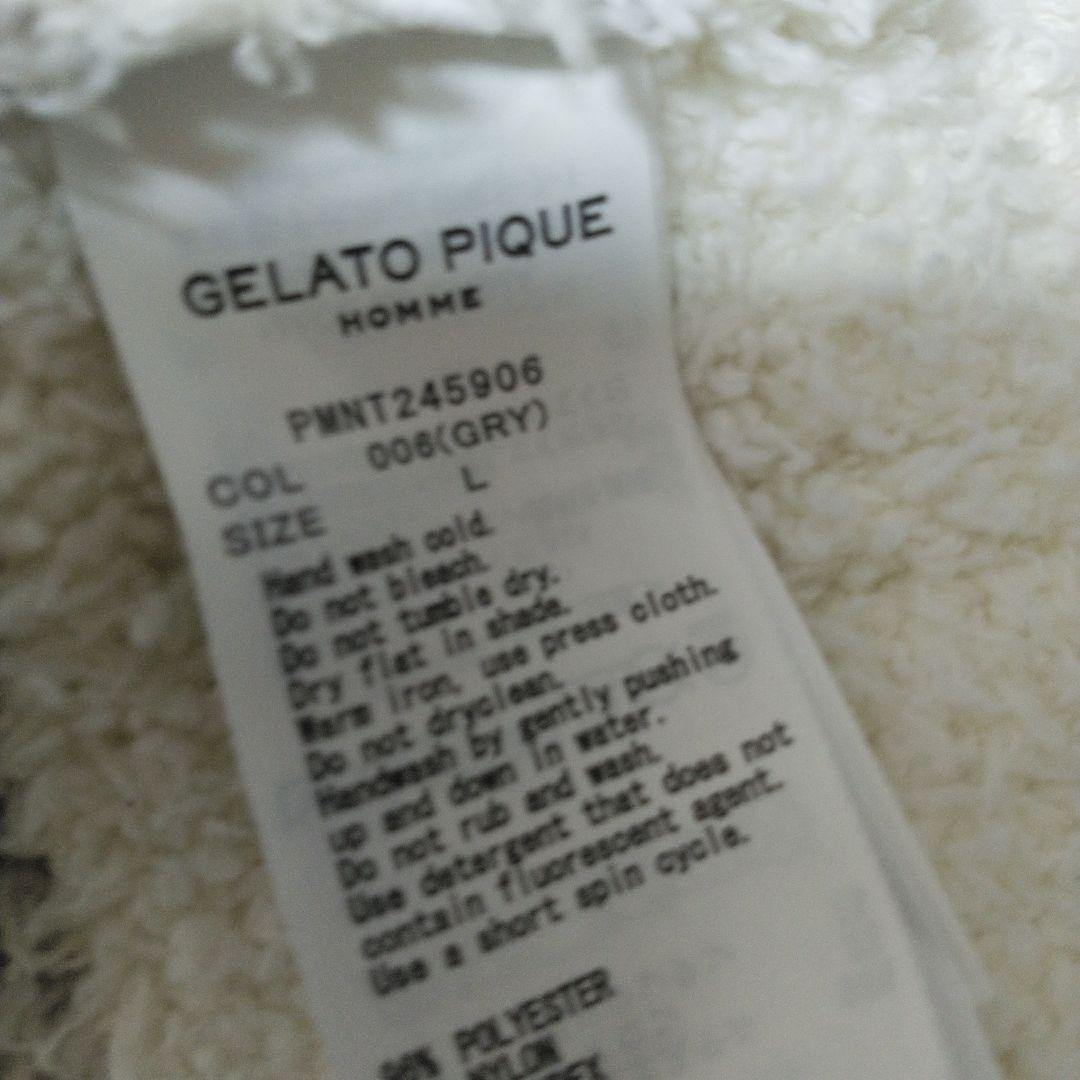 GELATO PIQUE
HOMME
PMNT245906
COL 006(GRY)
SIZE L
Hand wash cold.
Do not bleach.
Do not tumble dry.
Dry flat in shade.
Warm iron, use press cloth.
Do not dryclean.
Handwash by gently pushing
up and down in water.
Do not rub and wash.
Use detergent that does not
contain fluorescent agent.
Use a short spin cycle.
POLYESTER
NYLON